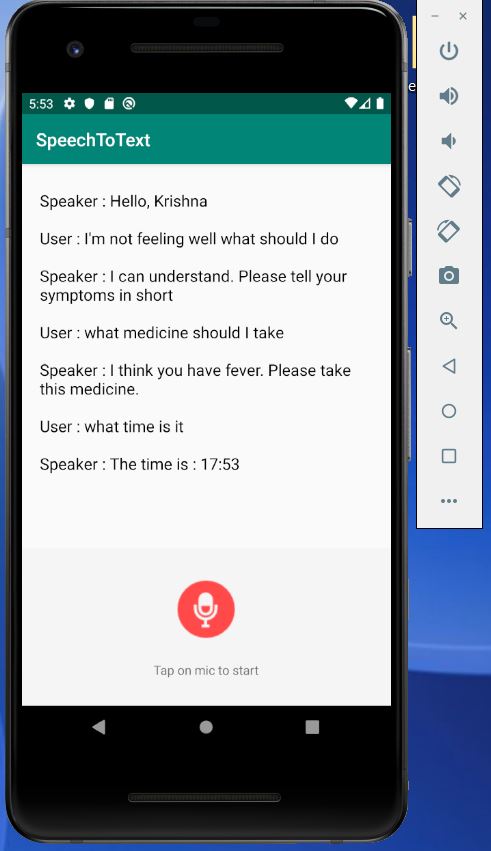 5:53
SpeechToText
Speaker : Hello, Krishna
User : I'm not feeling well what should I do
Speaker : I can understand. Please tell your
symptoms in short
User : what medicine should I take
Speaker : I think you have fever. Please take
this medicine.
User : what time is it
Speaker : The time is : 17:53
Tap on mic to start